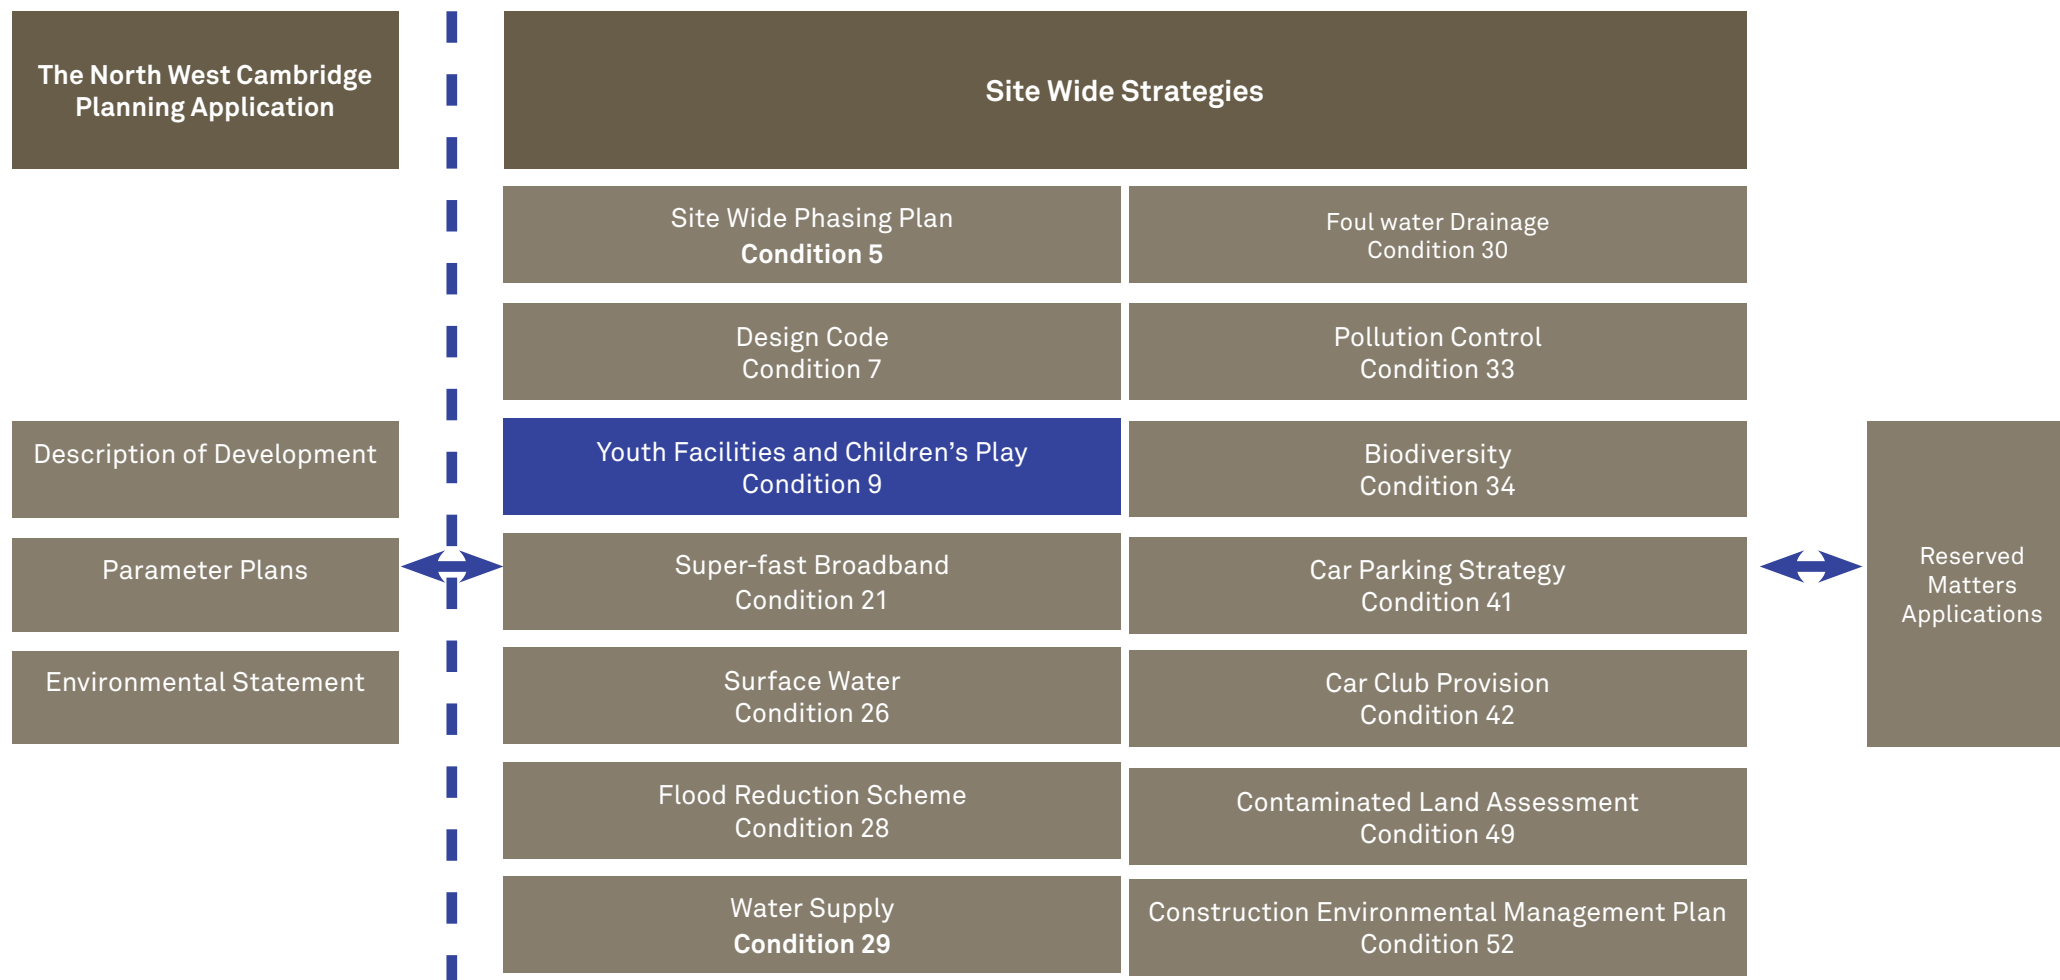 The North West Cambridge
Planning Application
Site Wide Strategies
Description of Development
Parameter Plans
Environmental Statement
Site Wide Phasing Plan
Condition 5
Design Code
Condition 7
Youth Facilities and Children’s Play
Condition 9
Super-fast Broadband
Condition 21
Surface Water
Condition 26
Flood Reduction Scheme
Condition 28
Water Supply
Condition 29
Foul water Drainage
Condition 30
Pollution Control
Condition 33
Biodiversity
Condition 34
Car Parking Strategy
Condition 41
Car Club Provision
Condition 42
Contaminated Land Assessment
Condition 49
Construction Environmental Management Plan
Condition 52
Reserved
Matters
Applications